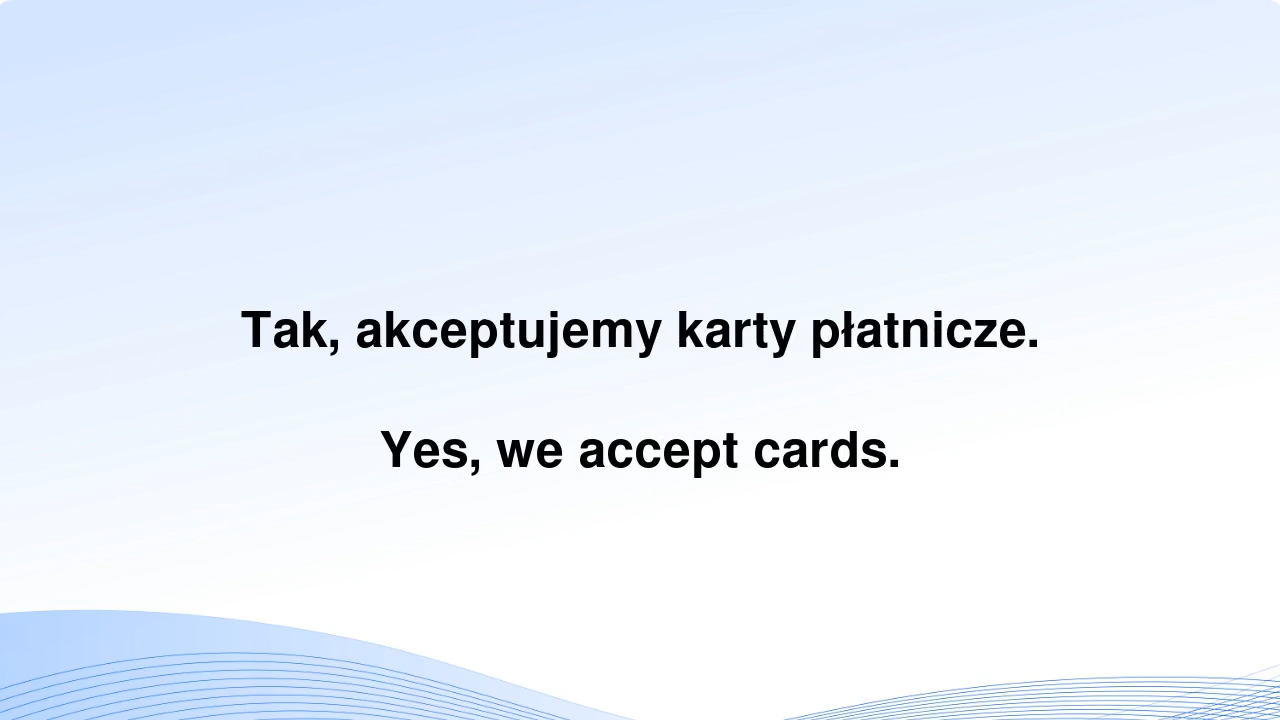 Tak, akceptujemy karty płatnicze.
Yes, we accept cards.